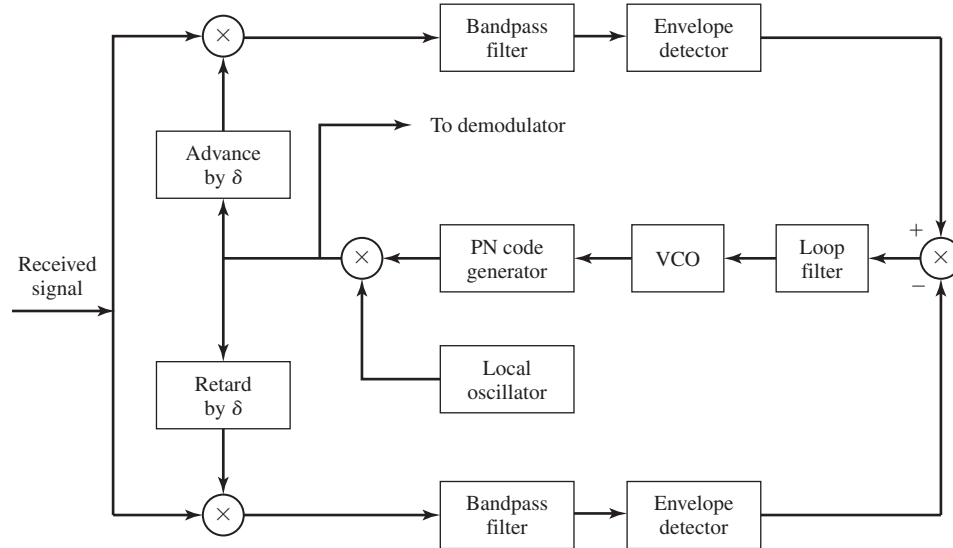 Bandpass
filter
Envelope
detector
×
Advance
by δ
To demodulator
Received
signal
×
PN code
generator
VCO
Loop
filter
+
×
−
Retard
by δ
Local
oscillator
×
Bandpass
filter
Envelope
detector